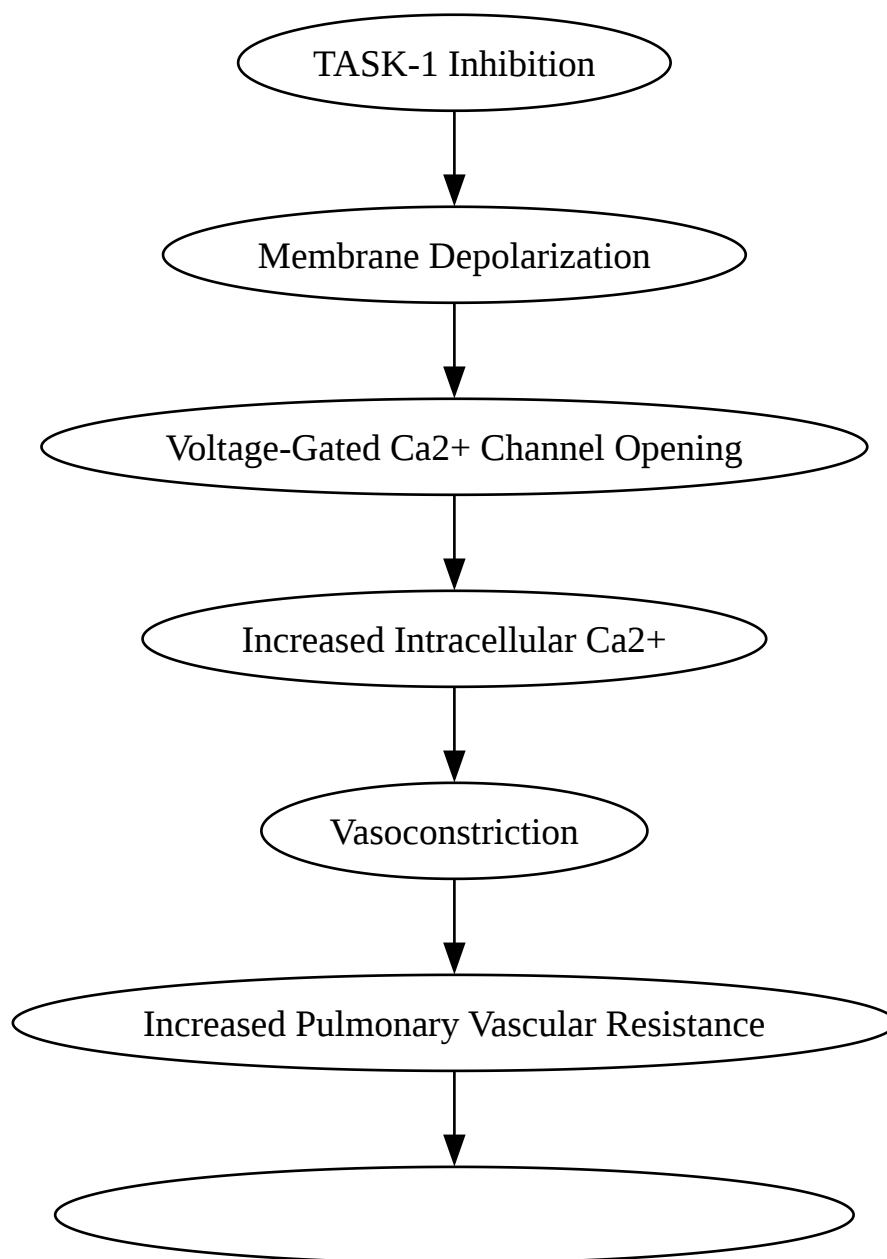 TASK-1 Inhibition
Membrane Depolarization
Voltage-Gated Ca2+ Channel Opening
Increased Intracellular Ca2+
Vasoconstriction
Increased Pulmonary Vascular Resistance